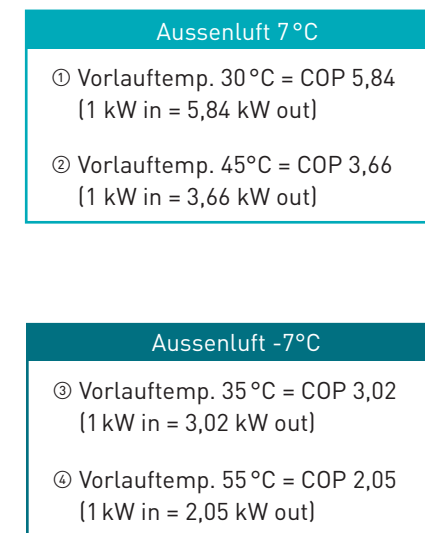 Aussenluft 7 °C
① Vorlauftemp. 30 °C = COP 5,84
(1 kW in = 5,84 kW out)
② Vorlauftemp. 45°C = COP 3,66
(1 kW in = 3,66 kW out)
Aussenluft -7°C
③ Vorlauftemp. 35 °C = COP 3,02
(1 kW in = 3,02 kW out)
④ Vorlauftemp. 55 °C = COP 2,05
(1 kW in = 2,05 kW out)